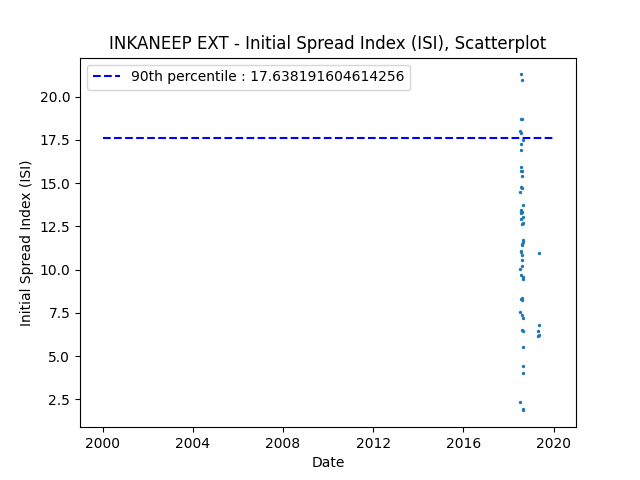 INKANEEP EXT - Initial Spread Index (ISI), Scatterplot
90th percentile : 17.638191604614256
Initial Spread Index (ISI)
20.0
17.5
15.0
12.5
10.0
7.5
5.0
2.5
2000 2004 2008 2012 2016 2020
Date